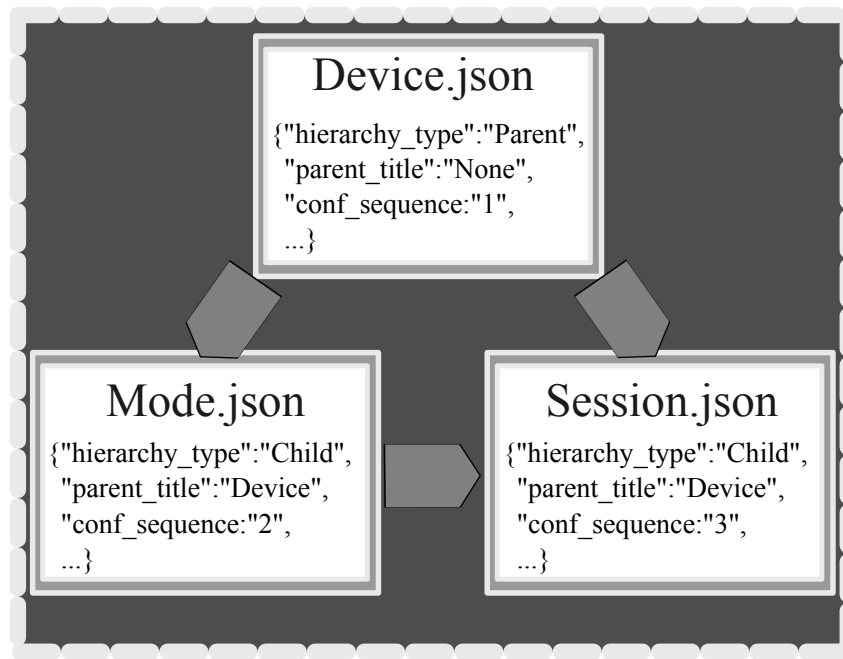 Device.json
{"hierarchy_type":"Parent",
"parent_title":"None",
"conf_sequence:"1",
...}
Mode.json
{"hierarchy_type":"Child",
"parent_title":"Device",
"conf_sequence:"2",
...}
Session.json
{"hierarchy_type":"Child",
"parent_title":"Device",
"conf_sequence:"3",
...}